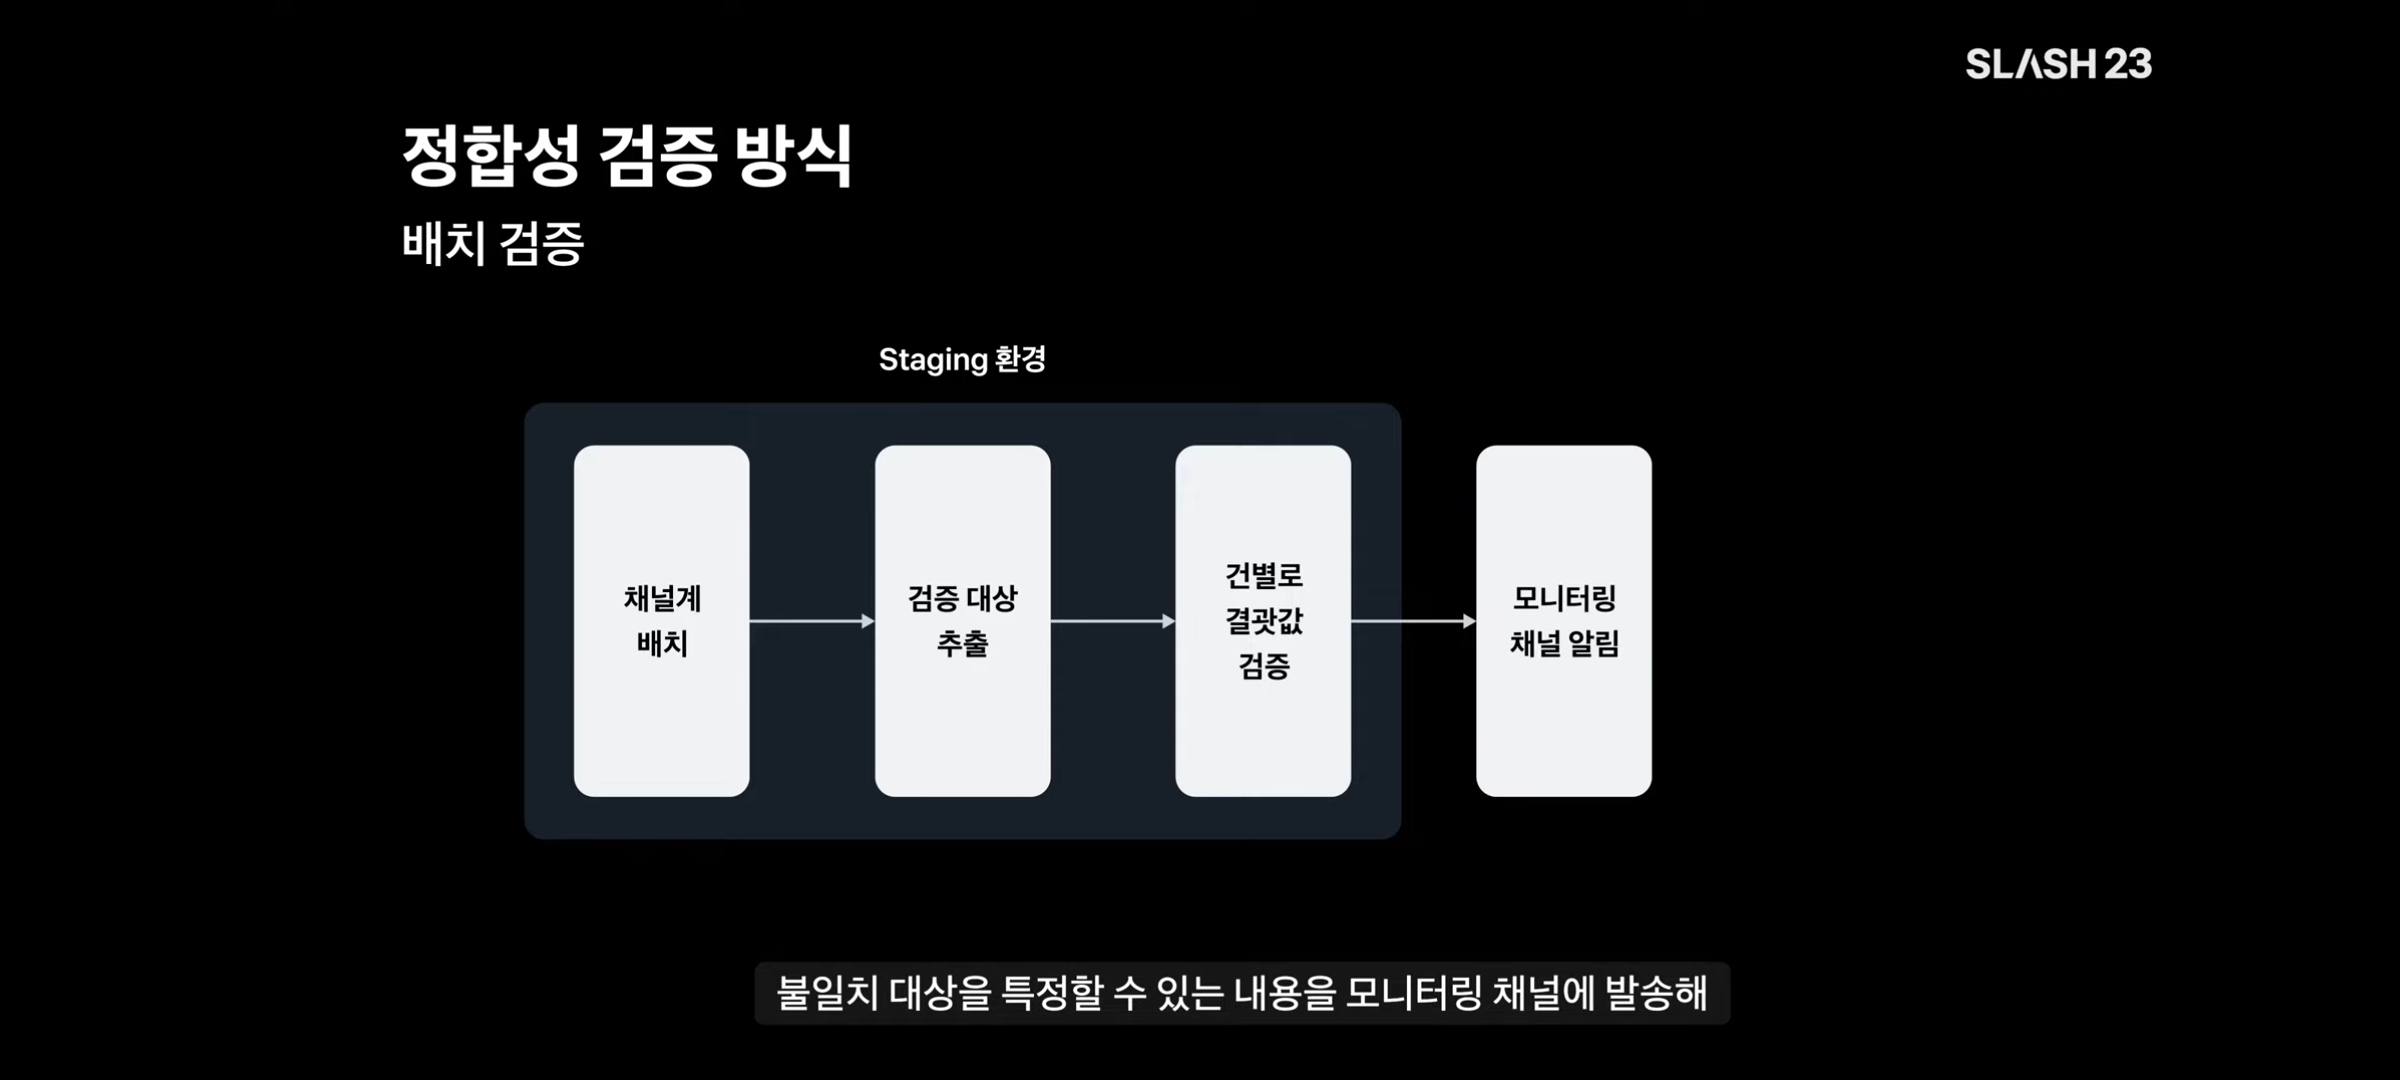 SLASH 23
정합성 검증 방식
배치 검증
Staging 환경
채널계
배치
검증 대상
추출
건별로
결괏값
검증
모니터링
채널 알림
불일치 대상을 특정할 수 있는 내용을 모니터링 채널에 발송해